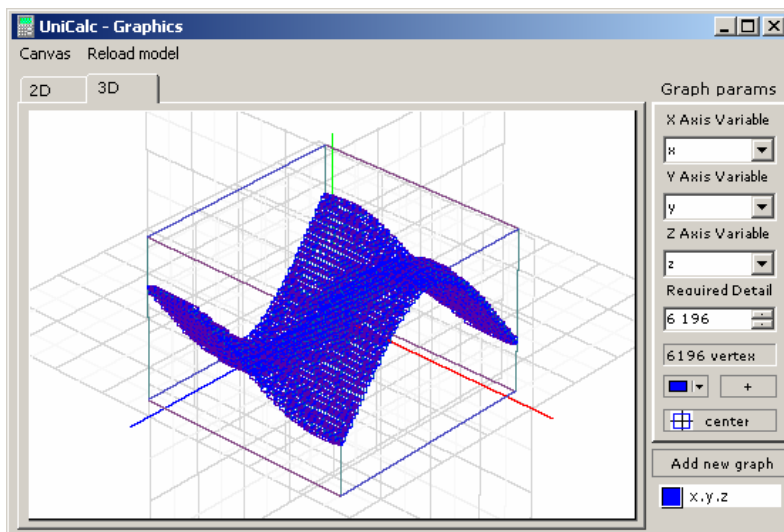 UniCalc - Graphics
Canvas Reload model
2D 3D
Graph params
X Axis Variable
x
Y Axis Variable
y
Z Axis Variable
z
Required Detail
6 196
6196 vertex
+
center
Add new graph
x.y.z